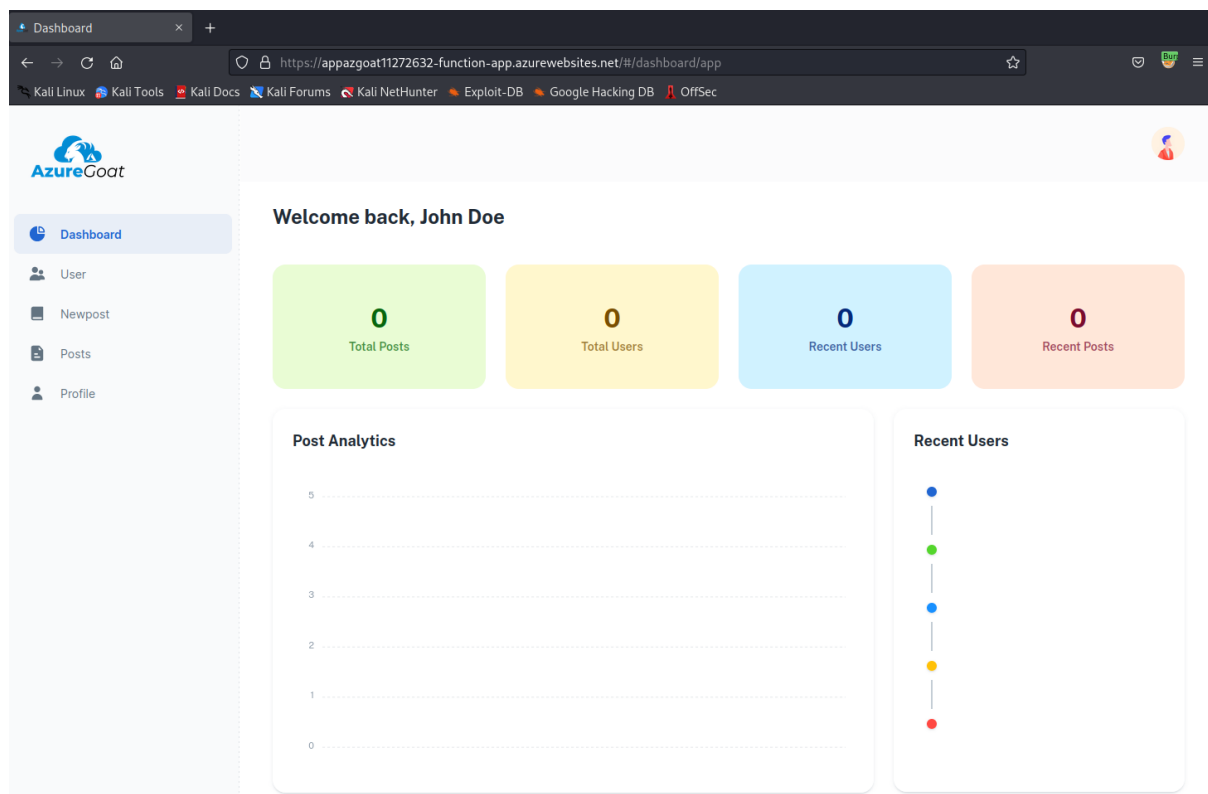 Dashboard
https://appazgoat11272632-function-app.azurewebsites.net/#/dashboard/app
Bur
Kali Linux Kali Tools Kali Docs Kali Forums Kali NetHunter Exploit-DB Google Hacking DB OffSec
AzureGoat
Dashboard
User
Newpost
Posts
Profile
Welcome back, John Doe
0
Total Posts
0
Total Users
0
Recent Users
0
Recent Posts
Post Analytics
5
4
3
2
1
0
Recent Users